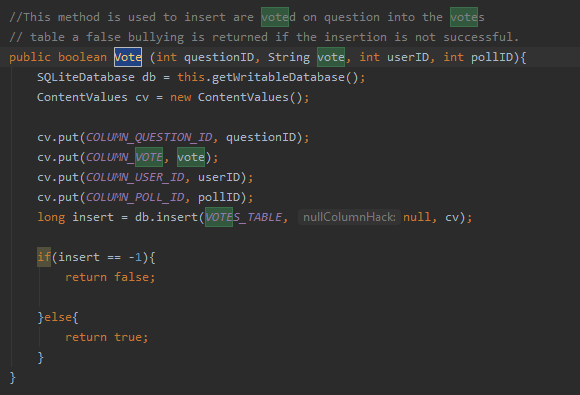 //This method is used to insert are voted on question into the votes
// table a false bullying is returned if the insertion is not successful.
public boolean Vote (int questionID, String vote, int userID, int pollID){
SQLiteDatabase db = this.getWritableDatabase();
ContentValues cv = new ContentValues();
cv.put(COLUMN_QUESTION_ID, questionID);
cv.put(COLUMN_VOTE, vote);
cv.put(COLUMN_USER_ID, userID);
cv.put(COLUMN_POLL_ID, pollID);
long insert = db.insert(VOTES_TABLE, nullColumnHack: null, cv);
if(insert == -1){
return false;
}else{
return true;
}
}